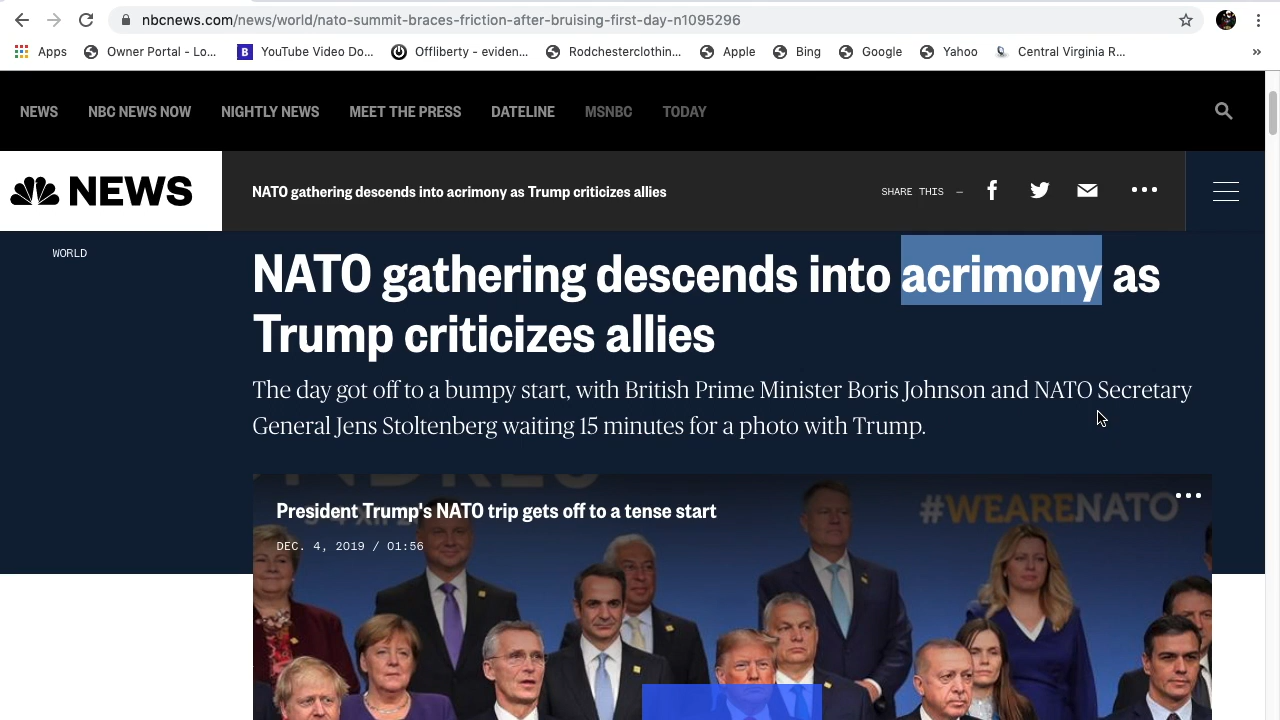 nbcnews.com/news/world/nato-summit-braces-friction-after-bruising-first-day-n1095296
Apps Owner Portal - Lo... B YouTube Video Do... Offliberty - eviden... Rodchesterclothin... Apple Bing Google Yahoo Central Virginia R... »
NEWS NBC NEWS NOW NIGHTLY NEWS MEET THE PRESS DATELINE MSNBC TODAY
NEWS NATO gathering descends into acrimony as Trump criticizes allies SHARE THIS —
WORLD
NATO gathering descends into acrimony as
Trump criticizes allies
The day got off to a bumpy start, with British Prime Minister Boris Johnson and NATO Secretary
General Jens Stoltenberg waiting 15 minutes for a photo with Trump.
#WEARENATO
President Trump's NATO trip gets off to a tense start
DEC. 4, 2019 / 01:56